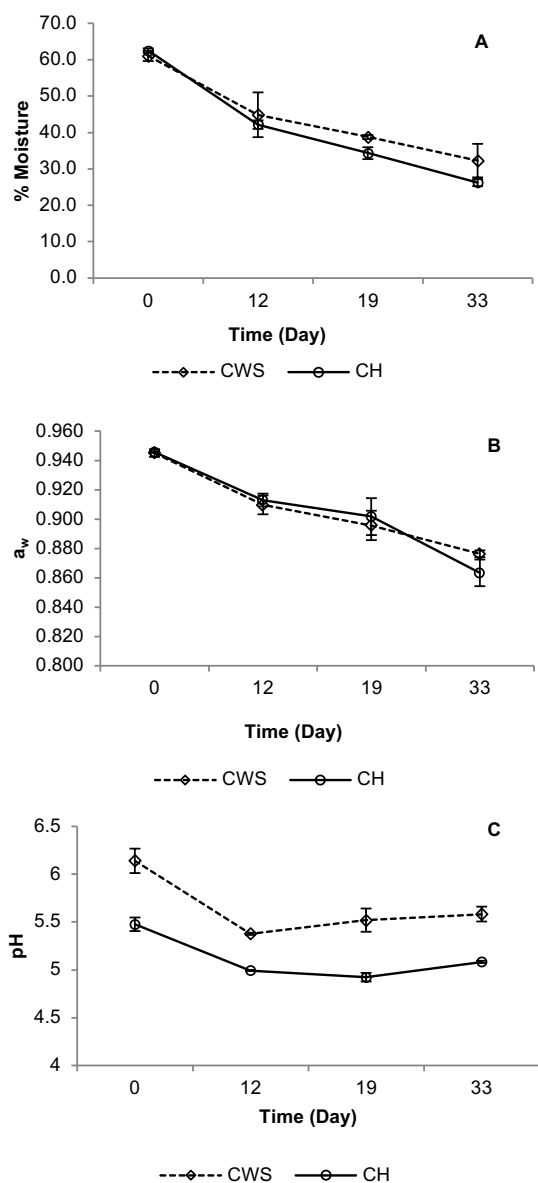 A
70.0
60.0
50.0
40.0
30.0
20.0
10.0
0.0
% Moisture
0 12 19 33
Time (Day)
CWS CH
B
0.960
0.940
0.920
0.900
0.880
0.860
0.840
0.820
0.800
aw
0 12 19 33
Time (Day)
CWS CH
C
6.5
6
5.5
5
4.5
4
pH
0 12 19 33
Time (Day)
CWS CH